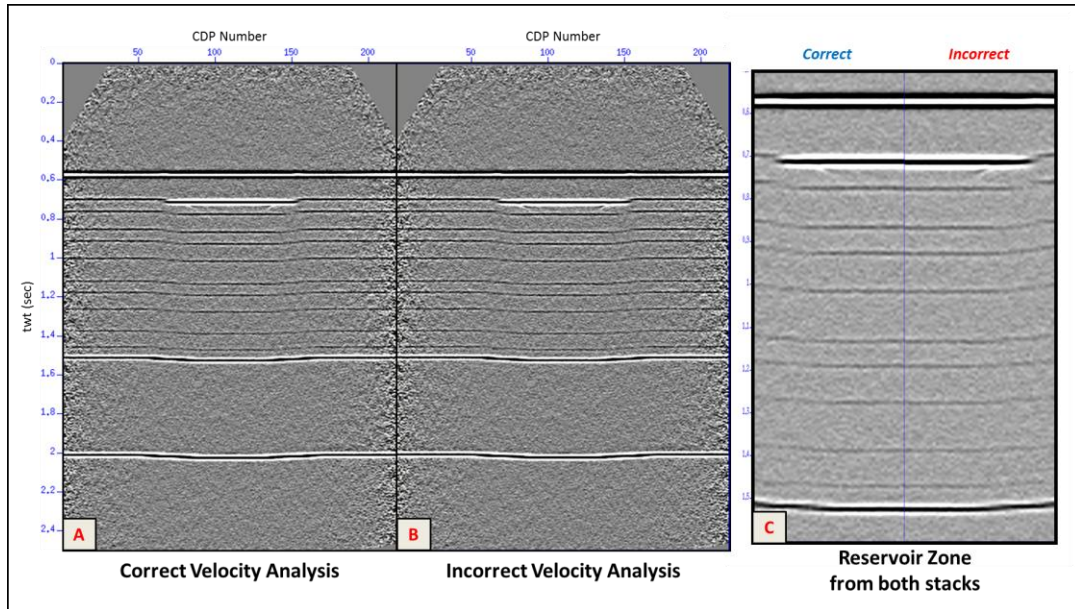 CDP Number
CDP Number
50 100 150 200
50 100 150 200
0
0.2
0.4
0.6
0.8
1
1.2
1.4
1.6
1.8
2
2.2
2.4
twt (sec)
A
B
Correct Velocity Analysis
Incorrect Velocity Analysis
Correct
Incorrect
C
Reservoir Zone
from both stacks